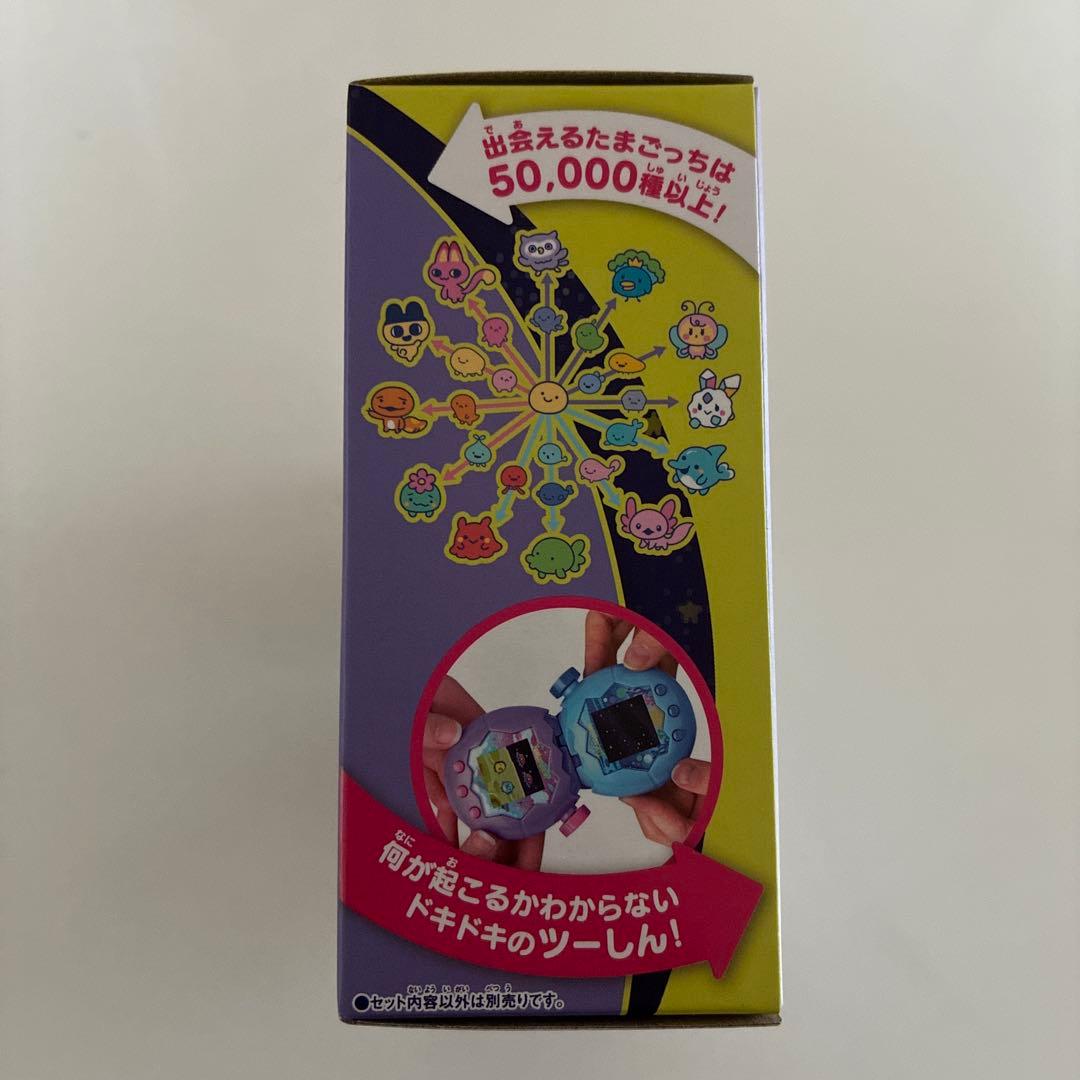 出会えるたまごっちは
50,000種以上!
何が起こるかわからない
ドキドキのツーしん!
●セット内容以外は別売りです。